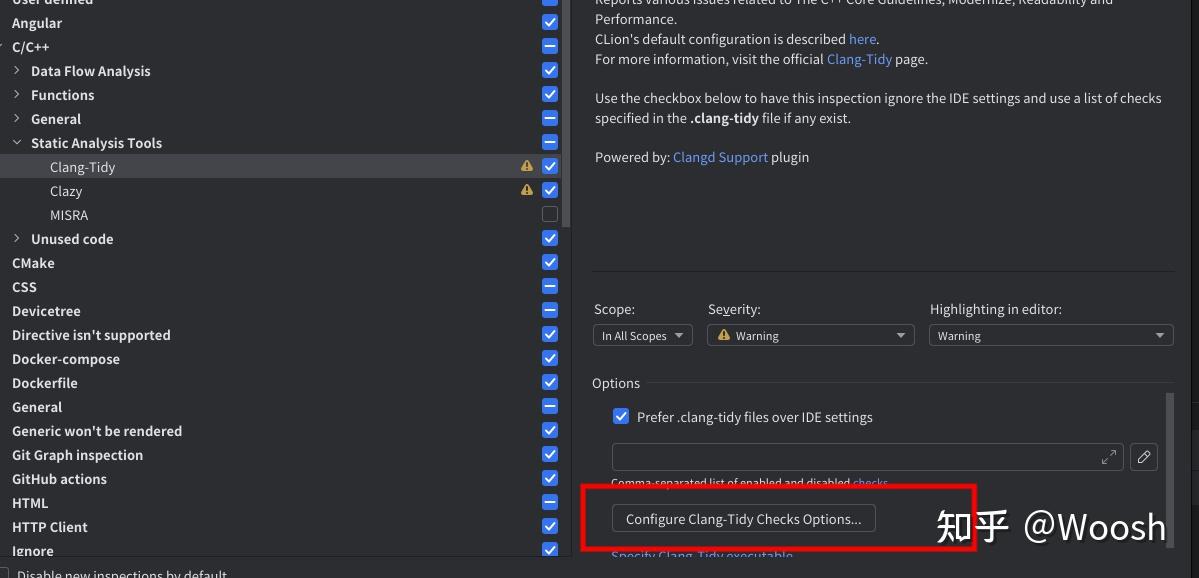 User defined
Angular
C/C++
Data Flow Analysis
Functions
General
Static Analysis Tools
Clang-Tidy
Clazy
MISRA
Unused code
CMake
CSS
Devicetree
Directive isn't supported
Docker-compose
Dockerfile
General
Generic won't be rendered
Git Graph inspection
GitHub actions
HTML
HTTP Client
Ignore
Disable new inspections by default
Reports various issues related to The C++ Core Guidelines, Modernize, Readability and
Performance.
CLion's default configuration is described here.
For more information, visit the official Clang-Tidy page.
Use the checkbox below to have this inspection ignore the IDE settings and use a list of checks
specified in the .clang-tidy file if any exist.
Powered by: Clangd Support plugin
Scope: Severity: Highlighting in editor:
In All Scopes Warning Warning
Options
Prefer .clang-tidy files over IDE settings
Comma-separated list of enabled and disabled checks
Configure Clang-Tidy Checks Options...
Specify Clang-Tidy executable
知乎 @Woosh